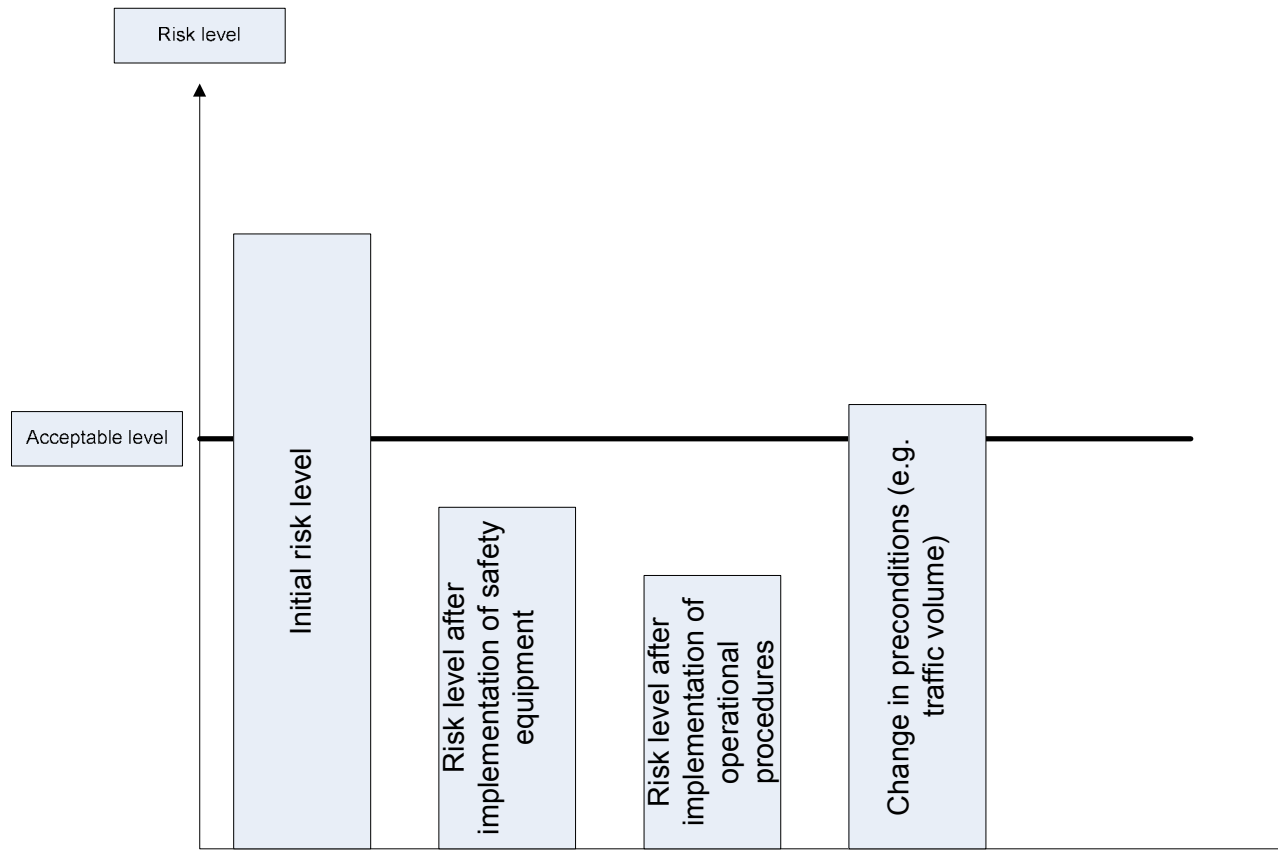 Risk level
Acceptable level
Initial risk level
Risk level after
implementation of safety
equipment
Risk level after
implementation of
operational
procedures
Change in preconditions (e.g.
traffic volume)